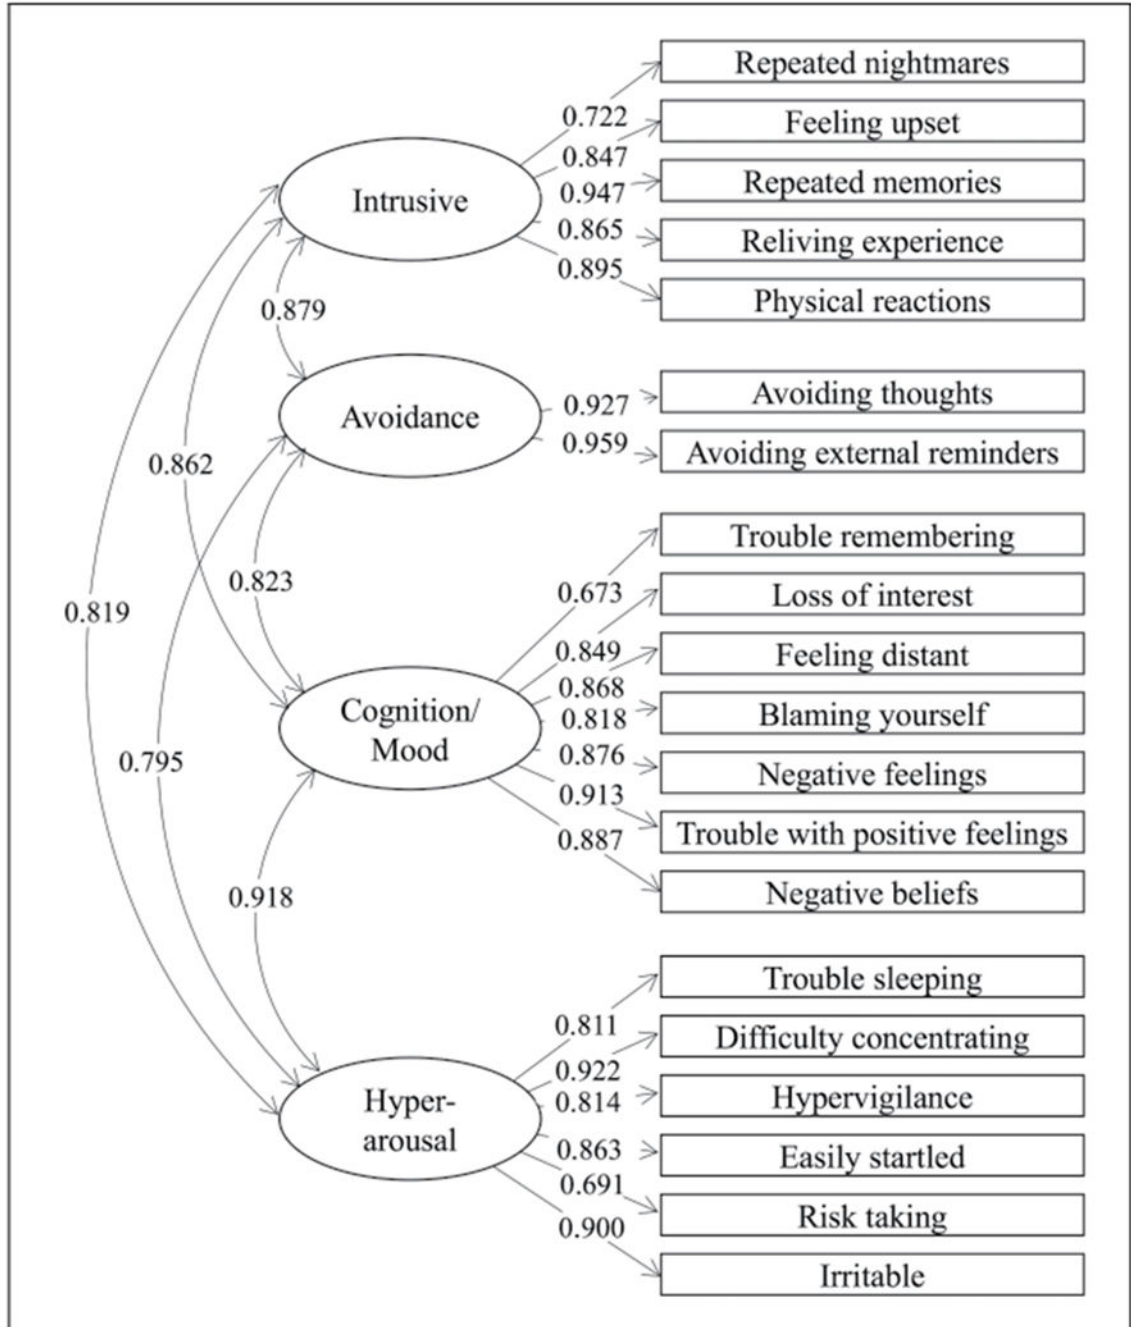 Repeated nightmares
0.722
Feeling upset
0.847
Repeated memories
0.947
Intrusive
0.865
Reliving experience
0.895
Physical reactions
0.879
Avoiding thoughts
0.927
Avoidance
0.959
Avoiding external reminders
0.862
Trouble remembering
0.823
0.673
Loss of interest
0.819
0.849
Feeling distant
0.868
Cognition/
Mood
0.818
Blaming yourself
0.876
Negative feelings
0.795
0.913
Trouble with positive feelings
0.887
Negative beliefs
0.918
Trouble sleeping
0.811
Difficulty concentrating
0.922
Hyper-
arousal
0.814
Hypervigilance
0.863
Easily startled
0.691
Risk taking
0.900
Irritable